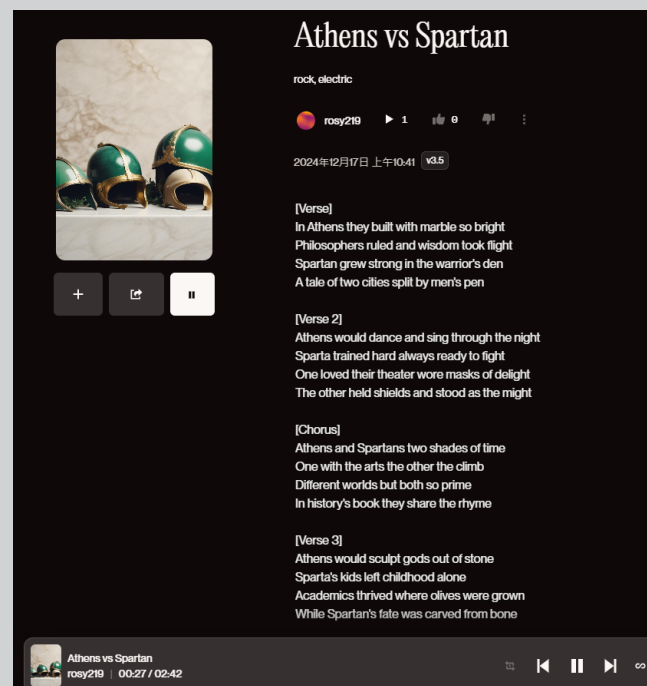 Athens vs Spartan
rock, electric
rosy219 1 0
2024年12月17日 上午10:41 v3.5
[Verse]
In Athens they built with marble so bright
Philosophers ruled and wisdom took flight
Spartan grew strong in the warrior's den
A tale of two cities split by men's pen
[Verse 2]
Athens would dance and sing through the night
Sparta trained hard always ready to fight
One loved their theater wore masks of delight
The other held shields and stood as the might
[Chorus]
Athens and Spartans two shades of time
One with the arts the other the climb
Different worlds but both so prime
In history's book they share the rhyme
[Verse 3]
Athens would sculpt gods out of stone
Sparta's kids left childhood alone
Academics thrived where olives were grown
While Spartan's fate was carved from bone
Athens vs Spartan
rosy219 | 00:27 / 02:42